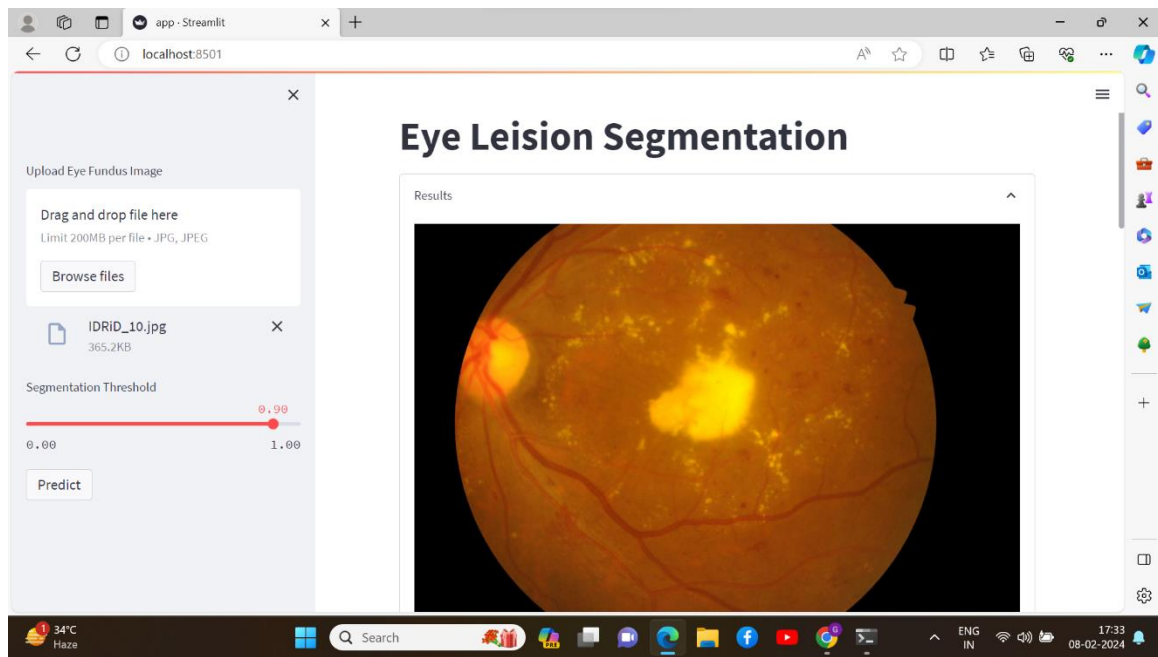 app · Streamlit
localhost:8501
Eye Leision Segmentation
Upload Eye Fundus Image
Drag and drop file here
Limit 200MB per file • JPG, JPEG
Browse files
IDRiD_10.jpg
365.2KB
Segmentation Threshold
0.90
0.00 1.00
Predict
Results
1
34°C
Haze
Search
PRE
G
ENG
IN
17:33
08-02-2024